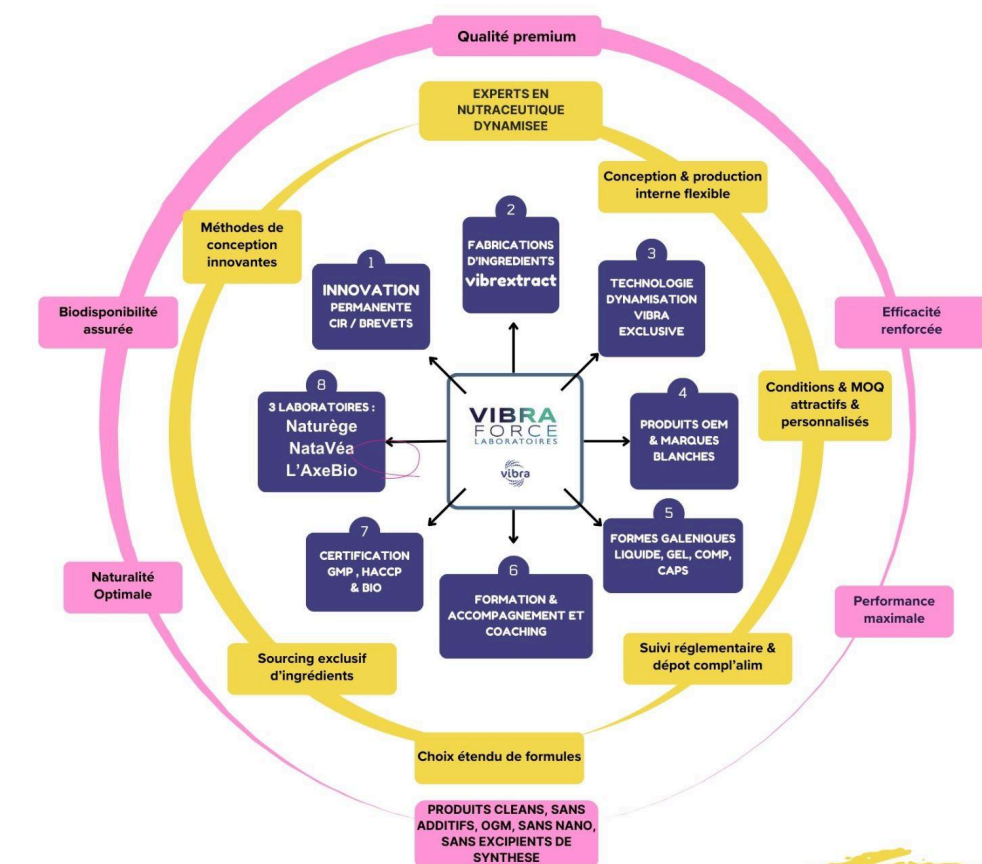 Qualité premium
EXPERTS EN
NUTRACEUTIQUE
DYNAMISEE
Conception & production
interne flexible
Méthodes de
conception
innovantes
2
FABRICATIONS
D'INGREDIENTS
vibrextract
1
INNOVATION
PERMANENTE
CIR / BREVETS
3
TECHNOLOGIE
DYNAMISATION
VIBRA
EXCLUSIVE
Biodisponibilité
assurée
Efficacité
renforcée
8
3 LABORATOIRES :
Naturège
NataVéa
L'AxeBio
VIBRA
FORCE
LABORATOIRES
vibra
4
PRODUITS OEM
& MARQUES
BLANCHES
Conditions & MOQ
attractifs &
personnalisés
7
CERTIFICATION
GMP , HACCP
& BIO
6
FORMATION &
ACCOMPAGNEMENT ET
COACHING
5
FORMES GALENIQUES
LIQUIDE, GEL, COMP,
CAPS
Naturalité
Optimale
Performance
maximale
Sourcing exclusif
d'ingrédients
Suivi réglementaire &
dépot compl'alim
Choix étendu de formules
PRODUITS CLEANS, SANS
ADDITIFS, OGM, SANS NANO,
SANS EXCIPIENTS DE
SYNTHESE